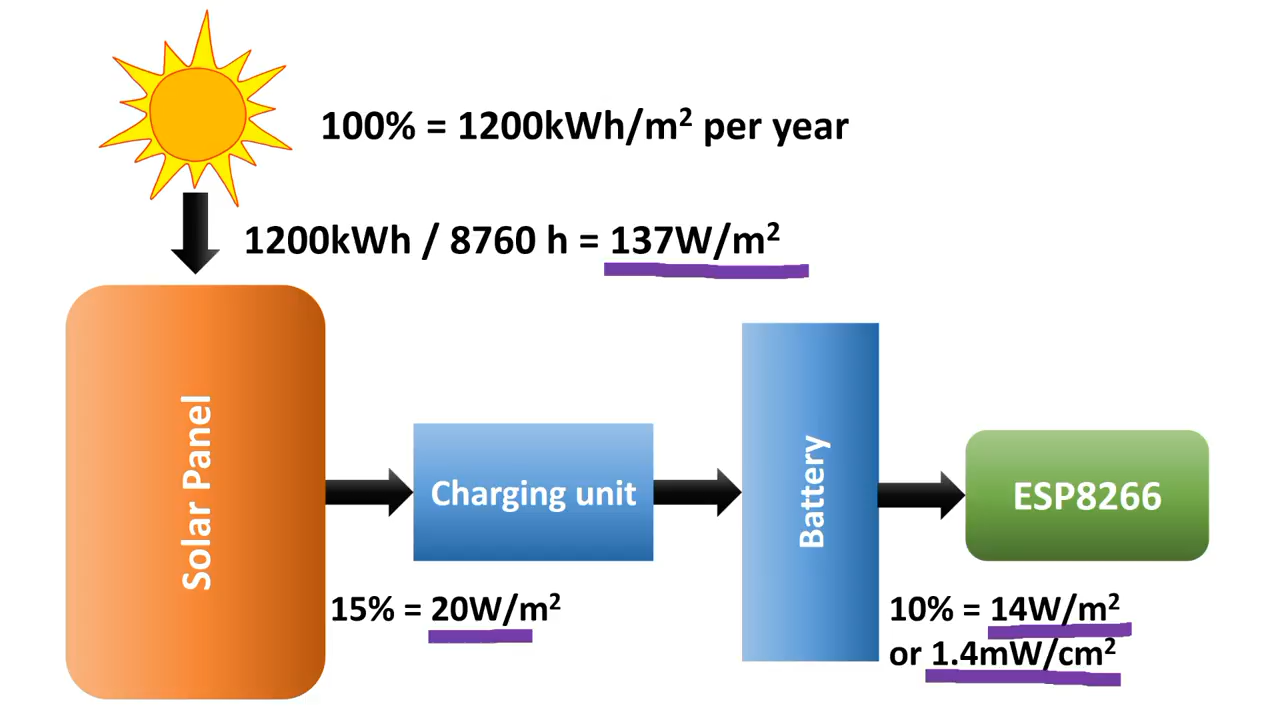 100% = 1200kWh/m² per year
1200kWh / 8760 h = 137W/m²
Solar Panel
Charging unit
Battery
ESP8266
15% = 20W/m²
10% = 14W/m²
or 1.4mW/cm²